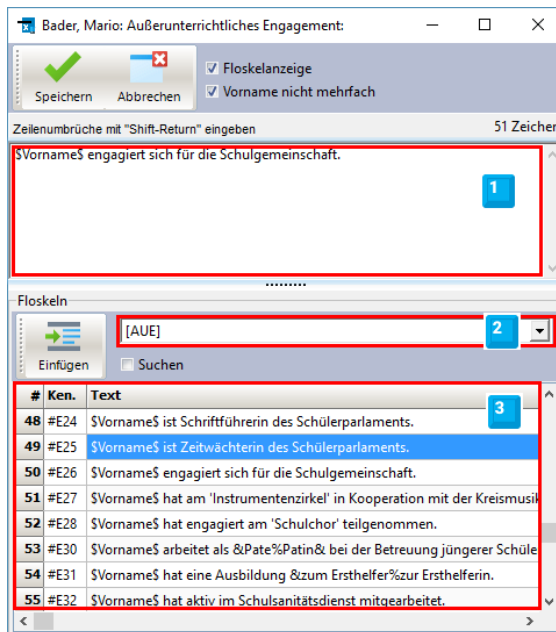 Bader, Mario: Außerunterrichtliches Engagement:
Speichern
Abbrechen
Floskelanzeige
Vorname nicht mehrfach
Zeilenumbrüche mit "Shift-Return" eingeben
51 Zeichen
$Vorname$ engagiert sich für die Schulgemeinschaft.
1
Floskeln
Einfügen
[AUE]
2
Suchen
# Ken. Text
3
48 #E24 $Vorname$ ist Schriftführerin des Schülerparlaments.
49 #E25 $Vorname$ ist Zeitwächterin des Schülerparlaments.
50 #E26 $Vorname$ engagiert sich für die Schulgemeinschaft.
51 #E27 $Vorname$ hat am 'Instrumentenzirkel' in Kooperation mit der Kreismusik
52 #E28 $Vorname$ hat engagiert am 'Schulchor' teilgenommen.
53 #E30 $Vorname$ arbeitet als &Pate%Patin& bei der Betreuung jüngerer Schüle
54 #E31 $Vorname$ hat eine Ausbildung &zum Ersthelfer%zur Ersthelferin.
55 #E32 $Vorname$ hat aktiv im Schulsanitätsdienst mitgearbeitet.